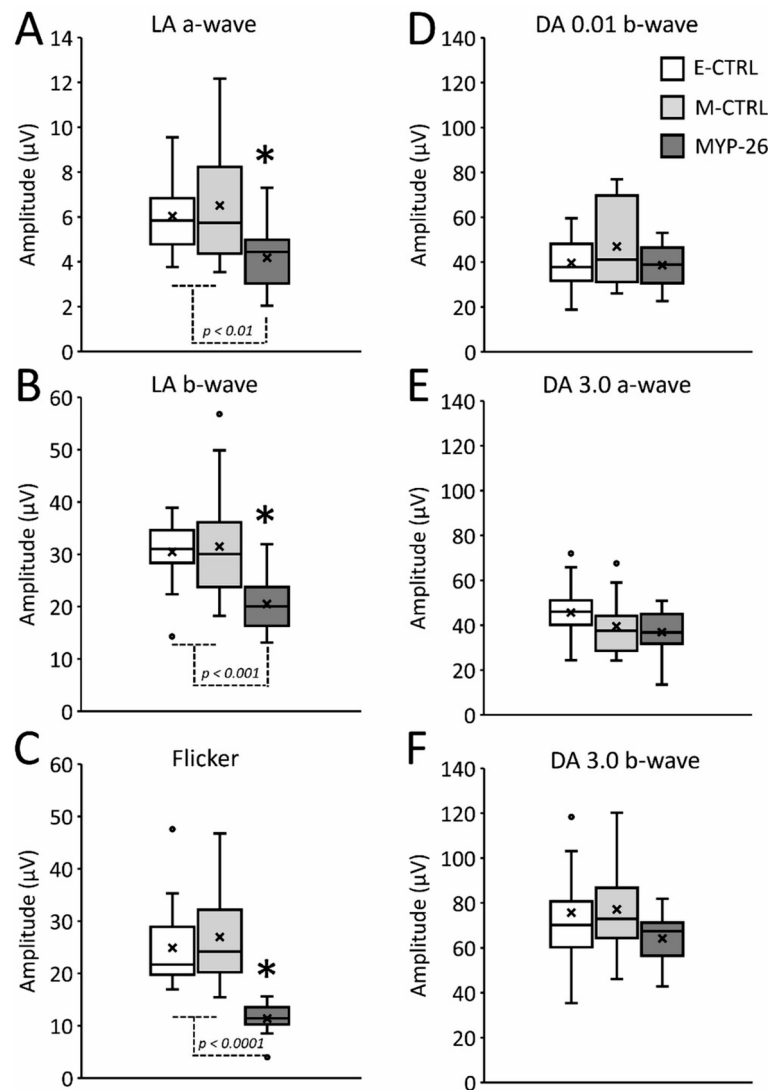 A
LA a-wave
Amplitude (µV)
14
12
10
8
6
4
2
0
*
p < 0.01
B
LA b-wave
Amplitude (µV)
60
50
40
30
20
10
0
*
p < 0.001
C
Flicker
Amplitude (µV)
60
50
40
30
20
10
0
*
p < 0.0001
D
DA 0.01 b-wave
Amplitude (µV)
140
120
100
80
60
40
20
0
E-CTRL
M-CTRL
MYP-26
E
DA 3.0 a-wave
Amplitude (µV)
140
120
100
80
60
40
20
0
F
DA 3.0 b-wave
Amplitude (µV)
140
120
100
80
60
40
20
0